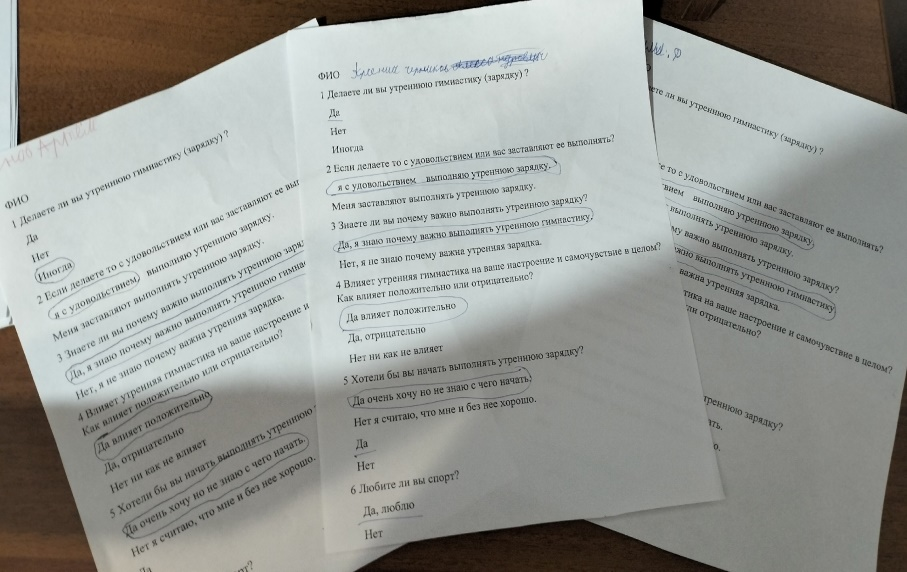 ФИО
1 Делаете ли вы утреннюю гимнастику (зарядку) ?
Да
Нет
Иногда
2 Если делаете то с удовольствием или вас заставляют ее вып
я с удовольствием выполняю утреннюю зарядку.
Меня заставляют выполнять утреннюю зарядку.
3 Знаете ли вы почему важно выполнять утреннюю заря
Да, я знаю почему важно выполнять утреннюю гимна
Нет, я не знаю почему важна утренняя зарядка.
4 Влияет утренняя гимнастика на ваше настроение и
Как влияет положительно или отрицательно?
Да влияет положительно
Да, отрицательно
Нет ни как не влияет
5 Хотели бы вы начать выполнять утреннюю
Да очень хочу но не знаю с чего начать.
Нет я считаю, что мне и без нее хорошо.
Да
рт?
ФИО Арсений
1 Делаете ли вы утреннюю гимнастику (зарядку) ?
Да
Нет
Иногда
2 Если делаете то с удовольствием или вас заставляют ее выполнять?
я с удовольствием выполняю утреннюю зарядку.
Меня заставляют выполнять утреннюю зарядку.
3 Знаете ли вы почему важно выполнять утреннюю зарядку?
Да, я знаю почему важно выполнять утреннюю гимнастику.
Нет, я не знаю почему важна утренняя зарядка.
4 Влияет утренняя гимнастика на ваше настроение и самочувствие в целом?
Как влияет положительно или отрицательно?
Да влияет положительно
Да, отрицательно
Нет ни как не влияет
5 Хотели бы вы начать выполнять утреннюю зарядку?
Да очень хочу но не знаю с чего начать.
Нет я считаю, что мне и без нее хорошо.
Да
Нет
6 Любите ли вы спорт?
Да, люблю
Нет
ете ли вы утреннюю гимнастику (зарядку) ?
е то с удовольствием или вас заставляют ее выполнять?
вием выполняю утреннюю зарядку.
выполнять утреннюю зарядку.
му важно выполнять утреннюю зарядку?
жно выполнять утреннюю гимнастику
важна утренняя зарядка.
тика на ваше настроение и самочувствие в целом?
ли отрицательно?
треннюю зарядку?
ть.
о.